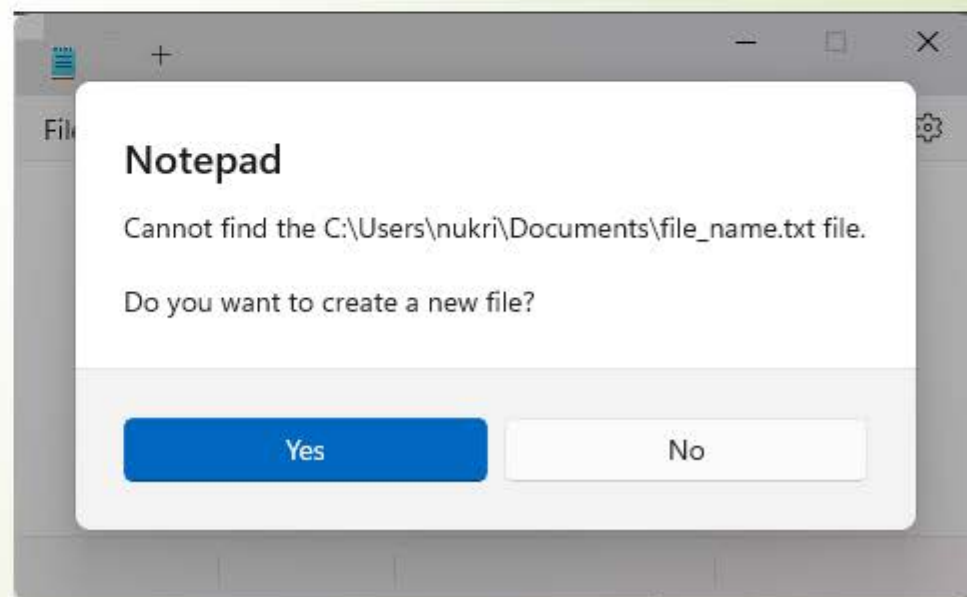 File
Notepad
Cannot find the C:\Users\nukri\Documents\file_name.txt file.
Do you want to create a new file?
Yes
No